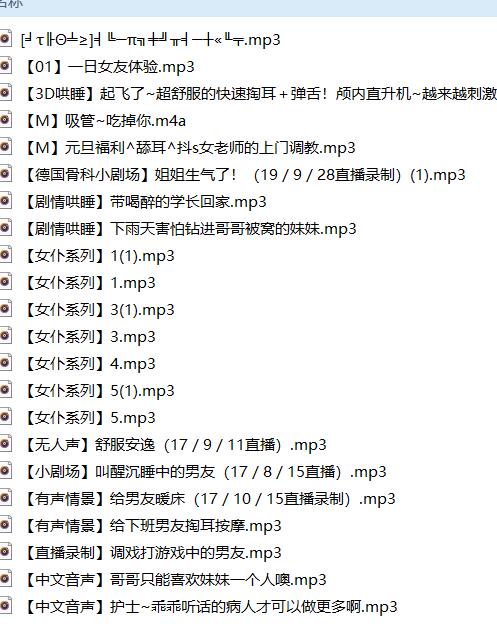 【01】一日女友体验.mp3
【3D哄睡】起飞了~超舒服的快速掏耳＋弹舌！颅内直升机~越来越刺激
【M】吸管~吃掉你.m4a
【M】元旦福利^舔耳^抖s女老师的上门调教.mp3
【德国骨科小剧场】姐姐生气了！（19／9／28直播录制）(1).mp3
【剧情哄睡】带喝醉的学长回家.mp3
【剧情哄睡】下雨天害怕钻进哥哥被窝的妹妹.mp3
【女仆系列】1(1).mp3
【女仆系列】1.mp3
【女仆系列】3(1).mp3
【女仆系列】3.mp3
【女仆系列】4.mp3
【女仆系列】5(1).mp3
【女仆系列】5.mp3
【无人声】舒服安逸（17／9／11直播）.mp3
【小剧场】叫醒沉睡中的男友（17／8／15直播）.mp3
【有声情景】给男友暖床（17／10／15直播录制）.mp3
【有声情景】给下班男友掏耳按摩.mp3
【直播录制】调戏打游戏中的男友.mp3
【中文音声】哥哥只能喜欢妹妹一个人噢.mp3
【中文音声】护士~乖乖听话的病人才可以做更多啊.mp3